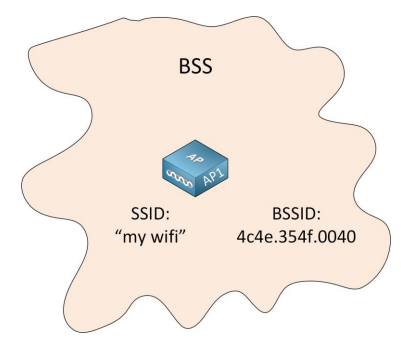 BSS
AP
AP1
SSID:
“my wifi”
BSSID:
4c4e.354f.0040